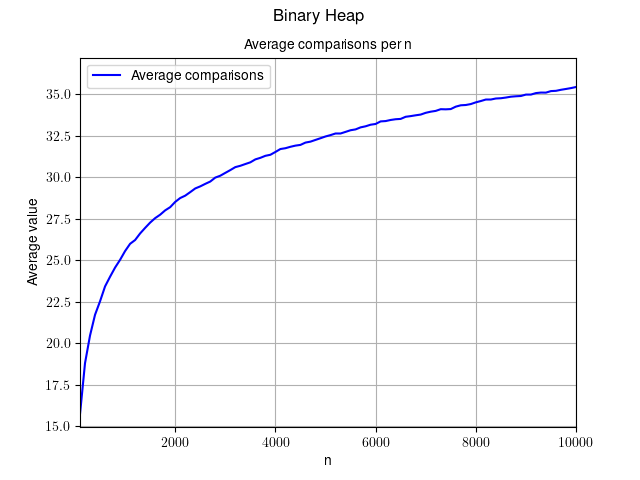 Binary Heap
Average comparisons per n
Average comparisons
35.0
32.5
30.0
27.5
25.0
22.5
20.0
17.5
15.0
Average value
2000 4000 6000 8000 10000
n